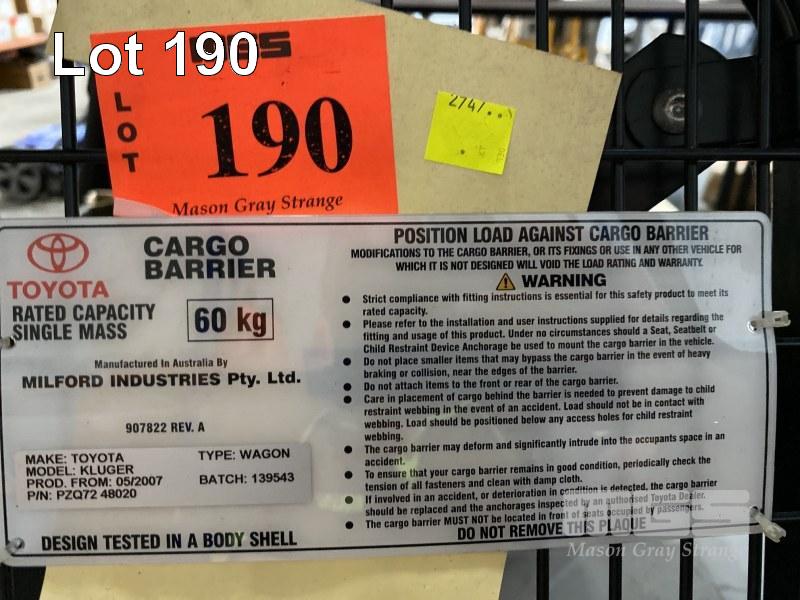 Lot 190
MGS
LOT
190
Mason Gray Strange
2747..
TOYOTA
CARGO
BARRIER
RATED CAPACITY
SINGLE MASS
60 kg
Manufactured In Australia By
MILFORD INDUSTRIES Pty. Ltd.
907822 REV. A
MAKE: TOYOTA TYPE: WAGON
MODEL: KLUGER
PROD. FROM: 05/2007 BATCH: 139543
P/N: PZQ72 48020
DESIGN TESTED IN A BODY SHELL
POSITION LOAD AGAINST CARGO BARRIER
MODIFICATIONS TO THE CARGO BARRIER, OR ITS FIXINGS OR USE IN ANY OTHER VEHICLE FOR
WHICH IT IS NOT DESIGNED WILL VOID THE LOAD RATING AND WARRANTY.
WARNING
• Strict compliance with fitting instructions is essential for this safety product to meet its
rated capacity.
• Please refer to the installation and user instructions supplied for details regarding the
fitting and usage of this product. Under no circumstances should a Seat, Seatbelt or
Child Restraint Device Anchorage be used to mount the cargo barrier in the vehicle.
• Do not place smaller items that may bypass the cargo barrier in the event of heavy
braking or collision, near the edges of the barrier.
• Do not attach items to the front or rear of the cargo barrier.
• Care in placement of cargo behind the barrier is needed to prevent damage to child
restraint webbing in the event of an accident. Load should not be in contact with
webbing. Load should be positioned below any access holes for child restraint
webbing.
• The cargo barrier may deform and significantly intrude into the occupants space in an
accident.
• To ensure that your cargo barrier remains in good condition, periodically check the
tension of all fasteners and clean with damp cloth.
• If involved in an accident, or deterioration in condition is detected, the cargo barrier
should be replaced and the anchorages inspected by an authorised Toyota Dealer.
• The cargo barrier MUST NOT be located in front of seats occupied by passengers.
DO NOT REMOVE THIS PLAQUE
MGS
Mason Gray Strange